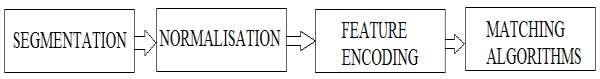 SEGMENTATION
NORMALISATION
FEATURE
ENCODING
MATCHING
ALGORITHMS